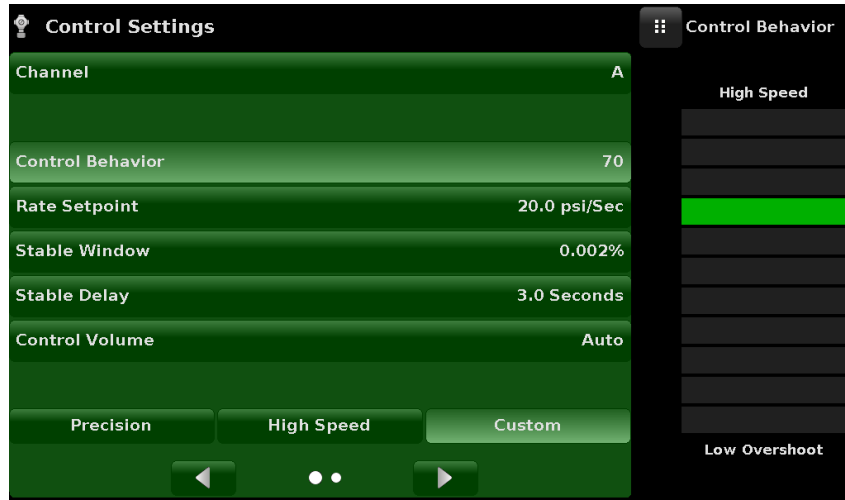 Control Settings
Channel A
Control Behavior 70
Rate Setpoint 20.0 psi/Sec
Stable Window 0.002%
Stable Delay 3.0 Seconds
Control Volume Auto
Precision High Speed Custom
Control Behavior
High Speed
Low Overshoot